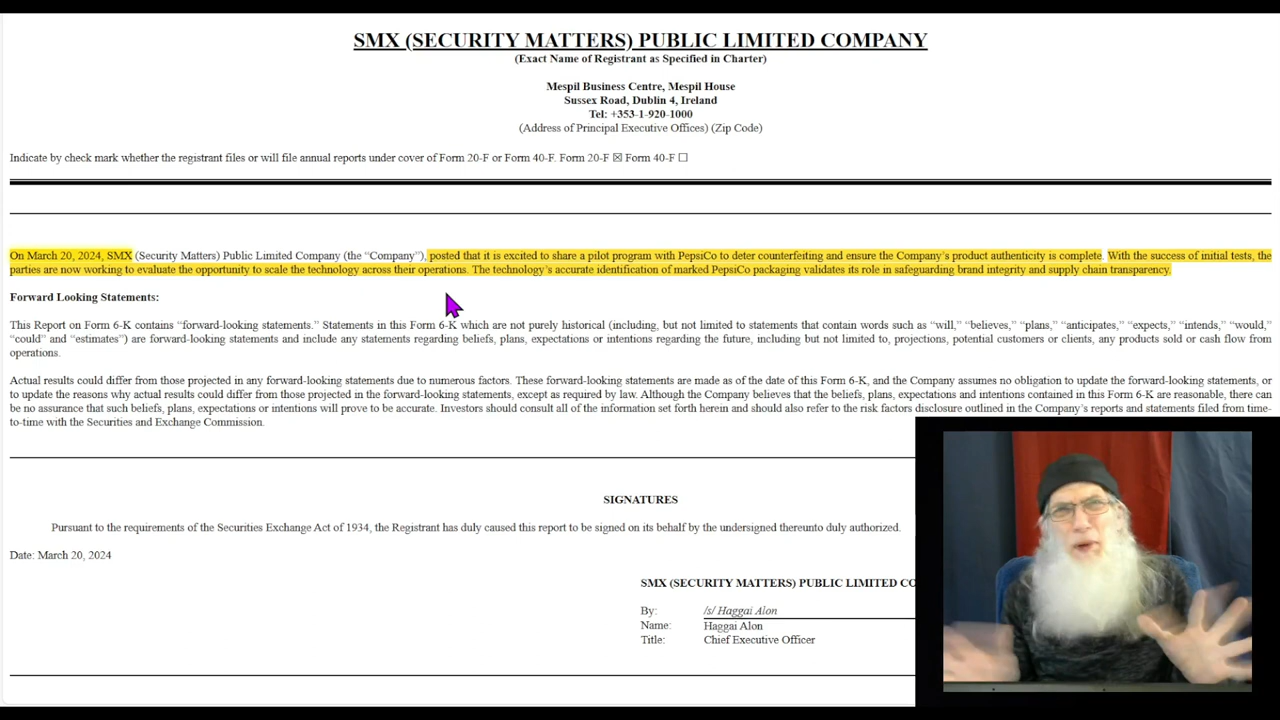 SMX (SECURITY MATTERS) PUBLIC LIMITED COMPANY
(Exact Name of Registrant as Specified in Charter)
Mespil Business Centre, Mespil House
Sussex Road, Dublin 4, Ireland
Tel: +353-1-920-1000
(Address of Principal Executive Offices) (Zip Code)
Indicate by check mark whether the registrant files or will file annual reports under cover of Form 20-F or Form 40-F. Form 20-F ☒ Form 40-F ☐
On March 20, 2024, SMX (Security Matters) Public Limited Company (the “Company”), posted that it is excited to share a pilot program with PepsiCo to deter counterfeiting and ensure the Company’s product authenticity is complete. With the success of initial tests, the
parties are now working to evaluate the opportunity to scale the technology across their operations. The technology’s accurate identification of marked PepsiCo packaging validates its role in safeguarding brand integrity and supply chain transparency.
Forward Looking Statements:
This Report on Form 6-K contains “forward-looking statements.” Statements in this Form 6-K which are not purely historical (including, but not limited to statements that contain words such as “will,” “believes,” “plans,” “anticipates,” “expects,” “intends,” “would,”
“could” and “estimates”) are forward-looking statements and include any statements regarding beliefs, plans, expectations or intentions regarding the future, including but not limited to, projections, potential customers or clients, any products sold or cash flow from
operations.
Actual results could differ from those projected in any forward-looking statements due to numerous factors. These forward-looking statements are made as of the date of this Form 6-K, and the Company assumes no obligation to update the forward-looking statements, or
to update the reasons why actual results could differ from those projected in the forward-looking statements, except as required by law. Although the Company believes that the beliefs, plans, expectations and intentions contained in this Form 6-K are reasonable, there can
be no assurance that such beliefs, plans, expectations or intentions will prove to be accurate. Investors should consult all of the information set forth herein and should also refer to the risk factors disclosure outlined in the Company’s reports and statements filed from time-
to-time with the Securities and Exchange Commission.
SIGNATURES
Pursuant to the requirements of the Securities Exchange Act of 1934, the Registrant has duly caused this report to be signed on its behalf by the undersigned thereunto duly authorized.
Date: March 20, 2024
SMX (SECURITY MATTERS) PUBLIC LIMITED CO
By: /s/ Haggai Alon
Name: Haggai Alon
Title: Chief Executive Officer